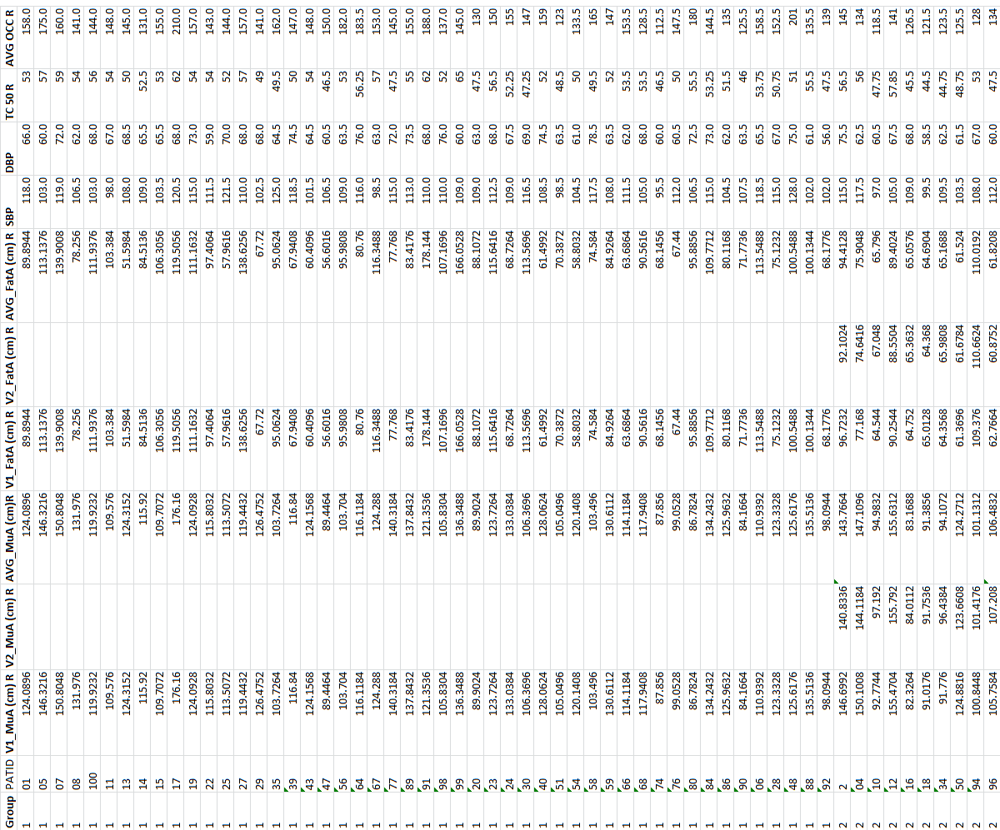 Group PATID V1_MuA (cm) R V2_MuA (cm) R AVG_MuA (cm)R V1_FatA (cm) R V2_FatA (cm) R AVG_FatA (cm) R SBP DBP TC 50 R AVG OCC R
1 01 124.0896 124.0896 89.8944 89.8944 118.0 66.0 53 158.0
1 05 146.3216 146.3216 113.1376 113.1376 103.0 60.0 57 175.0
1 07 150.8048 150.8048 139.9008 139.9008 119.0 72.0 59 160.0
1 08 131.976 131.976 78.256 78.256 106.5 62.0 54 141.0
1 100 119.9232 119.9232 111.9376 111.9376 103.0 68.0 56 144.0
1 11 109.576 109.576 103.384 103.384 98.0 67.0 54 148.0
1 13 124.3152 124.3152 51.5984 51.5984 108.0 68.5 50 145.0
1 14 115.92 115.92 84.5136 84.5136 109.0 65.5 52.5 131.0
1 15 109.7072 109.7072 106.3056 106.3056 103.5 65.5 53 155.0
1 17 176.16 176.16 119.5056 119.5056 120.5 68.0 62 210.0
1 19 124.0928 124.0928 111.1632 111.1632 115.0 73.0 54 157.0
1 22 115.8032 115.8032 97.4064 97.4064 111.5 59.0 54 143.0
1 25 113.5072 113.5072 57.9616 57.9616 121.5 70.0 52 144.0
1 27 119.4432 119.4432 138.6256 138.6256 110.0 68.0 57 157.0
1 29 126.4752 126.4752 67.72 67.72 102.5 68.0 49 141.0
1 35 103.7264 103.7264 95.0624 95.0624 125.0 64.5 49.5 162.0
1 39 116.84 116.84 67.9408 67.9408 118.5 74.5 50 147.0
1 43 124.1568 124.1568 60.4096 60.4096 101.5 64.5 54 148.0
1 47 89.4464 89.4464 56.6016 56.6016 106.5 60.5 46.5 150.0
1 56 103.704 103.704 95.9808 95.9808 109.0 63.5 53 182.0
1 64 116.1184 116.1184 80.76 80.76 116.0 76.0 56.25 183.5
1 67 124.288 124.288 116.3488 116.3488 98.5 63.0 57 157.0
1 77 140.3184 140.3184 77.768 77.768 115.0 72.0 47.5 145.0
1 89 137.8432 137.8432 83.4176 83.4176 113.0 73.5 55 155.0
1 91 121.3536 121.3536 178.144 178.144 110.0 68.0 62 188.0
1 98 105.8304 105.8304 107.1696 107.1696 110.0 76.0 52 137.0
1 99 136.3488 136.3488 166.0528 166.0528 109.0 60.0 65 145.0
1 20 89.9024 89.9024 88.1072 88.1072 109.0 63.0 47.5 130
1 23 123.7264 123.7264 115.6416 115.6416 112.5 68.0 56.5 150
1 24 133.0384 133.0384 68.7264 68.7264 109.0 67.5 52.25 155
1 30 106.3696 106.3696 113.5696 113.5696 116.5 69.0 47.25 147
1 40 128.0624 128.0624 61.4992 61.4992 108.5 74.5 52 159
1 51 105.0496 105.0496 70.3872 70.3872 98.5 63.5 48.5 123
1 54 120.1408 120.1408 58.8032 58.8032 104.5 61.0 50 133.5
1 58 103.496 103.496 74.584 74.584 117.5 78.5 49.5 165
1 59 130.6112 130.6112 84.9264 84.9264 108.0 63.5 52 147
1 66 114.1184 114.1184 63.6864 63.6864 111.5 62.0 53.5 153.5
1 68 117.9408 117.9408 90.5616 90.5616 105.0 68.0 53.5 128.5
1 74 87.856 87.856 68.1456 68.1456 95.5 60.0 46.5 112.5
1 76 99.0528 99.0528 67.44 67.44 112.0 60.5 50 147.5
1 80 86.7824 86.7824 95.8856 95.8856 106.5 72.5 55.5 180
1 84 134.2432 134.2432 109.7712 109.7712 115.0 73.0 53.25 144.5
1 86 125.9632 125.9632 80.1168 80.1168 104.5 62.0 51.5 135
1 90 84.1664 84.1664 71.7736 71.7736 107.5 63.5 46 125.5
1 06 110.9392 110.9392 113.5488 113.5488 118.5 65.5 53.75 158.5
1 28 123.3328 123.3328 75.1232 75.1232 115.0 67.0 50.75 152.5
1 48 125.6176 125.6176 100.5488 100.5488 128.0 75.0 51 201
1 88 135.5136 135.5136 100.1344 100.1344 102.0 61.0 55.5 135.5
1 92 98.0944 98.0944 68.1776 68.1776 102.0 56.0 47.5 139
2 2 146.6992 140.8336 143.7664 96.7232 92.1024 94.4128 115.0 75.5 56.5 145
2 04 150.1008 144.1184 147.1096 77.168 74.6416 75.9048 117.5 62.5 56 134
2 10 92.7744 97.192 94.9832 64.544 67.048 65.796 97.0 60.5 47.75 118.5
2 12 155.4704 155.792 155.6312 90.2544 88.5504 89.4024 105.0 67.5 57.85 141
2 16 82.3264 84.0112 83.1688 64.752 65.3632 65.0576 109.0 68.0 45.5 126.5
2 18 91.0176 91.7536 91.3856 65.0128 64.368 64.6904 99.5 58.5 44.5 121.5
2 34 91.776 96.4384 94.1072 64.3568 65.9808 65.1688 109.5 62.5 44.75 123.5
2 50 124.8816 123.6608 124.2712 61.3696 61.6784 61.524 103.5 61.5 48.75 125.5
2 94 100.8448 101.4176 101.1312 109.376 110.6624 110.0192 108.0 67.0 53 128
2 96 105.7584 107.208 106.4832 62.7664 60.8752 61.8208 112.0 60.0 47.5 134